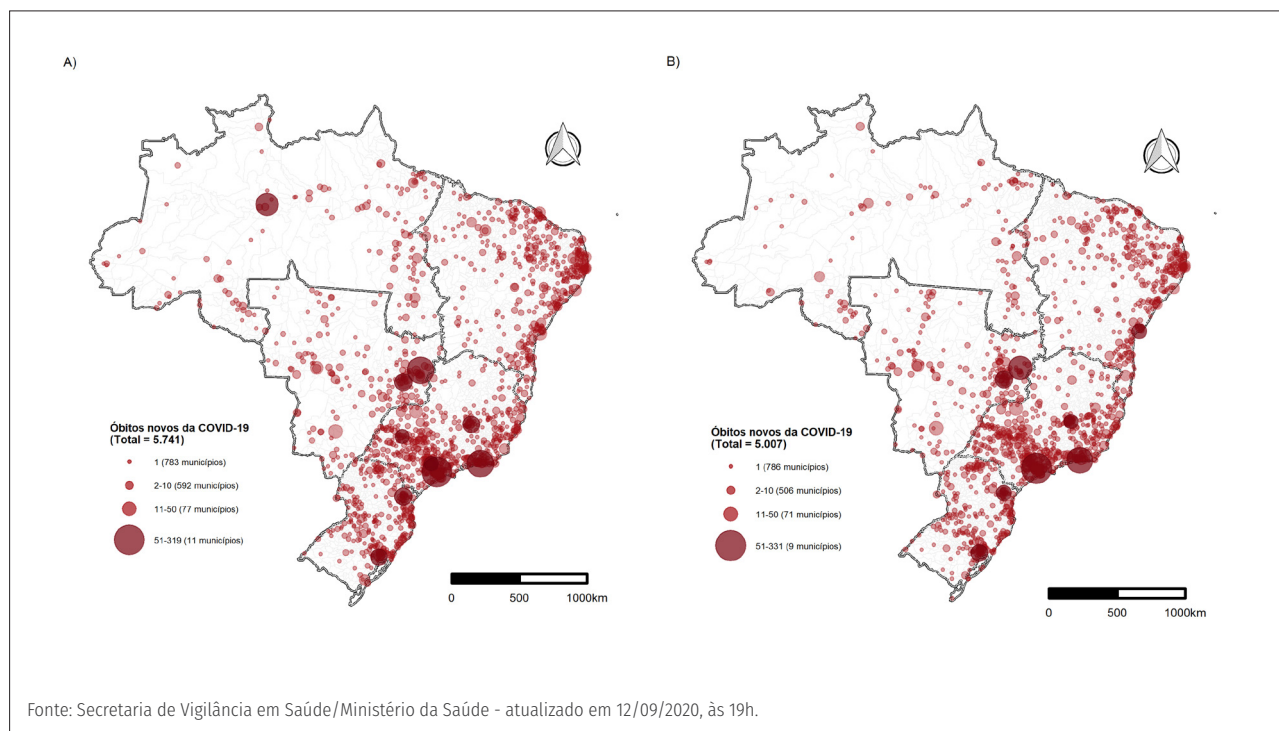 A)
Óbitos novos da COVID-19
(Total = 5.741)
1 (783 municípios)
2-10 (592 municípios)
11-50 (77 municípios)
51-319 (11 municípios)
0 500 1000km
B)
Óbitos novos da COVID-19
(Total = 5.007)
1 (786 municípios)
2-10 (506 municípios)
11-50 (71 municípios)
51-331 (9 municípios)
0 500 1000km
Fonte: Secretaria de Vigilância em Saúde/Ministério da Saúde - atualizado em 12/09/2020, às 19h.